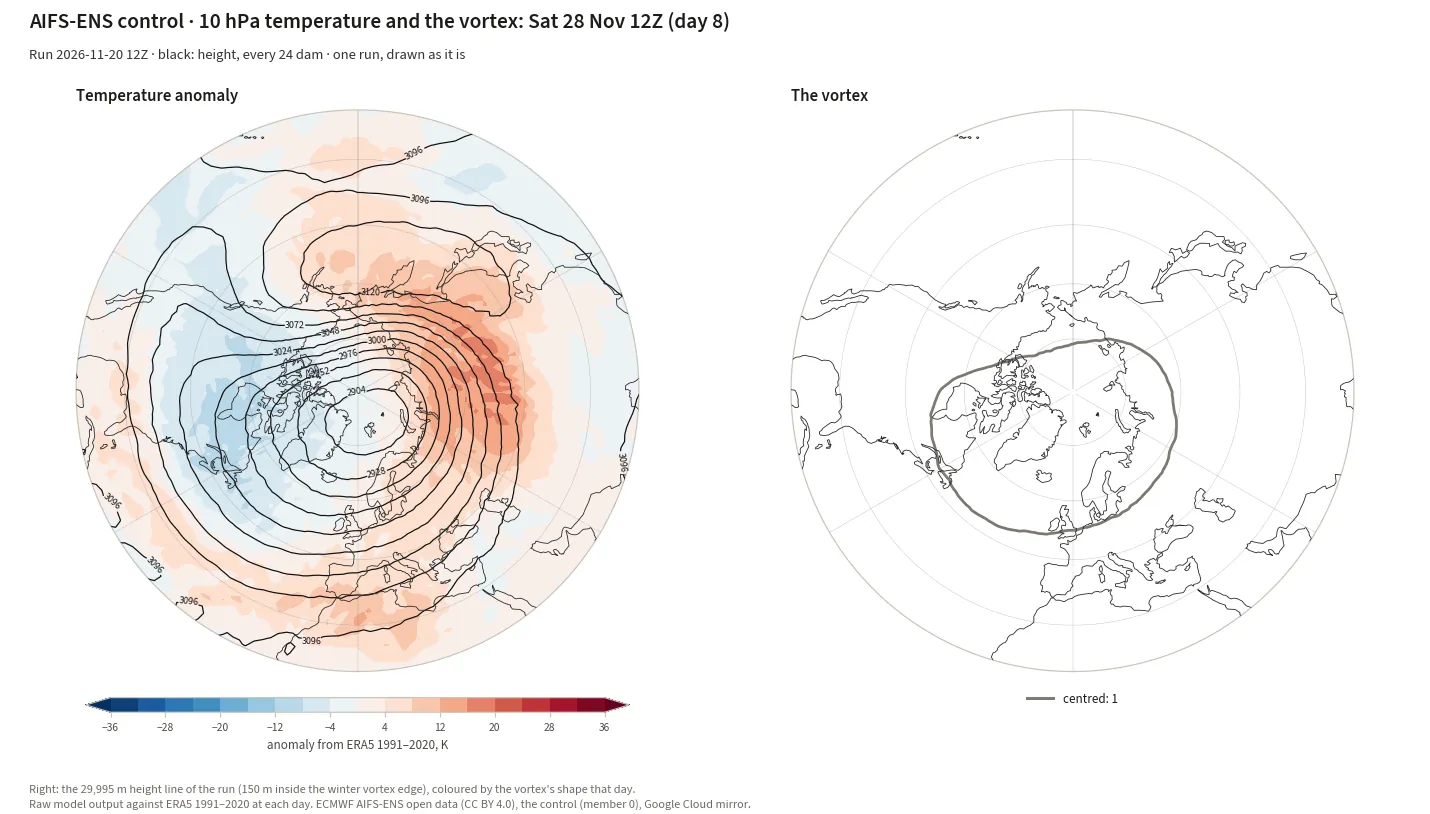 AIFS-ENS control · 10 hPa temperature and the vortex: Sat 28 Nov 12Z (day 8)
Run 2026-11-20 12Z · black: height, every 24 dam · one run, drawn as it is
Temperature anomaly
The vortex
3096
3096
3120
3072
3048
3000
3024
2976
2952
2904
2928
3096
3096
3096
3096
3096
−36 −28 −20 −12 −4 4 12 20 28 36
anomaly from ERA5 1991–2020, K
centred: 1
Right: the 29,995 m height line of the run (150 m inside the winter vortex edge), coloured by the vortex's shape that day.
Raw model output against ERA5 1991–2020 at each day. ECMWF AIFS-ENS open data (CC BY 4.0), the control (member 0), Google Cloud mirror.